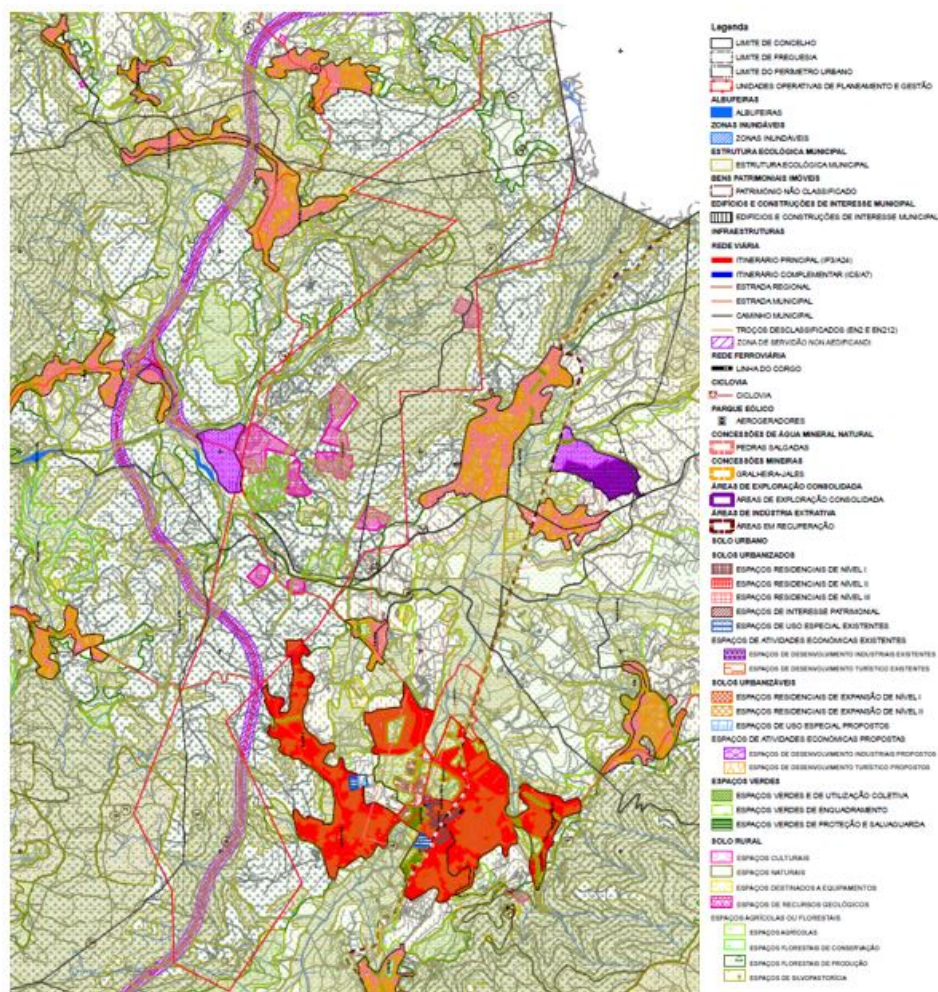 Legenda
LIMITE DE CONCELHO
LIMITE DE FREGUESIA
LIMITE DO PERÍMETRO URBANO
UNIDADES OPERATIVAS DE PLANEAMENTO E GESTÃO
ALBUFEIRAS
ALBUFEIRAS
ZONAS INUNDÁVEIS
ZONAS INUNDÁVEIS
ESTRUTURA ECOLÓGICA MUNICIPAL
ESTRUTURA ECOLÓGICA MUNICIPAL
BENS PATRIMONIAIS IMÓVEIS
PATRIMÓNIO NÃO CLASSIFICADO
EDIFÍCIOS E CONSTRUÇÕES DE INTERESSE MUNICIPAL
EDIFÍCIOS E CONSTRUÇÕES DE INTERESSE MUNICIPAL
INFRAESTRUTURAS
REDE VIÁRIA
ITINERÁRIO PRINCIPAL (IP3/A24)
ITINERÁRIO COMPLEMENTAR (IC5/A7)
ESTRADA REGIONAL
ESTRADA MUNICIPAL
CAMINHO MUNICIPAL
TROÇOS DESCLASSIFICADOS (EN2 E EN212)
ZONA DE SERVIDÃO NON AEDIFICANDI
REDE FERROVIÁRIA
LINHA DO CORGO
CICLOVIA
CICLOVIA
PARQUE EÓLICO
AEROGERADORES
CONCESSÕES DE ÁGUA MINERAL NATURAL
PEDRAS SALGADAS
CONCESSÕES MINEIRAS
GRALHEIRA-JALES
ÁREAS DE EXPLORAÇÃO CONSOLIDADA
ÁREAS DE EXPLORAÇÃO CONSOLIDADA
ÁREAS DE INDÚSTRIA EXTRATIVA
ÁREAS EM RECUPERAÇÃO
SOLO URBANO
SOLOS URBANIZADOS
ESPAÇOS RESIDENCIAIS DE NÍVEL I
ESPAÇOS RESIDENCIAIS DE NÍVEL II
ESPAÇOS RESIDENCIAIS DE NÍVEL III
ESPAÇOS DE INTERESSE PATRIMONIAL
ESPAÇOS DE USO ESPECIAL EXISTENTES
ESPAÇOS DE ATIVIDADES ECONÓMICAS EXISTENTES
ESPAÇOS DE DESENVOLVIMENTO INDUSTRIAIS EXISTENTES
ESPAÇOS DE DESENVOLVIMENTO TURÍSTICO EXISTENTES
SOLOS URBANIZÁVEIS
ESPAÇOS RESIDENCIAIS DE EXPANSÃO DE NÍVEL I
ESPAÇOS RESIDENCIAIS DE EXPANSÃO DE NÍVEL II
ESPAÇOS DE USO ESPECIAL PROPOSTOS
ESPAÇOS DE ATIVIDADES ECONÓMICAS PROPOSTAS
ESPAÇOS DE DESENVOLVIMENTO INDUSTRIAIS PROPOSTOS
ESPAÇOS DE DESENVOLVIMENTO TURÍSTICO PROPOSTOS
ESPAÇOS VERDES
ESPAÇOS VERDES E DE UTILIZAÇÃO COLETIVA
ESPAÇOS VERDES DE ENQUADRAMENTO
ESPAÇOS VERDES DE PROTEÇÃO E SALVAGUARDA
SOLO RURAL
ESPAÇOS CULTURAIS
ESPAÇOS NATURAIS
ESPAÇOS DESTINADOS A EQUIPAMENTOS
ESPAÇOS DE RECURSOS GEOLÓGICOS
ESPAÇOS AGRÍCOLAS OU FLORESTAIS
ESPAÇOS AGRÍCOLAS
ESPAÇOS FLORESTAIS DE CONSERVAÇÃO
ESPAÇOS FLORESTAIS DE PRODUÇÃO
ESPAÇOS DE SILVOPASTORÍCIA